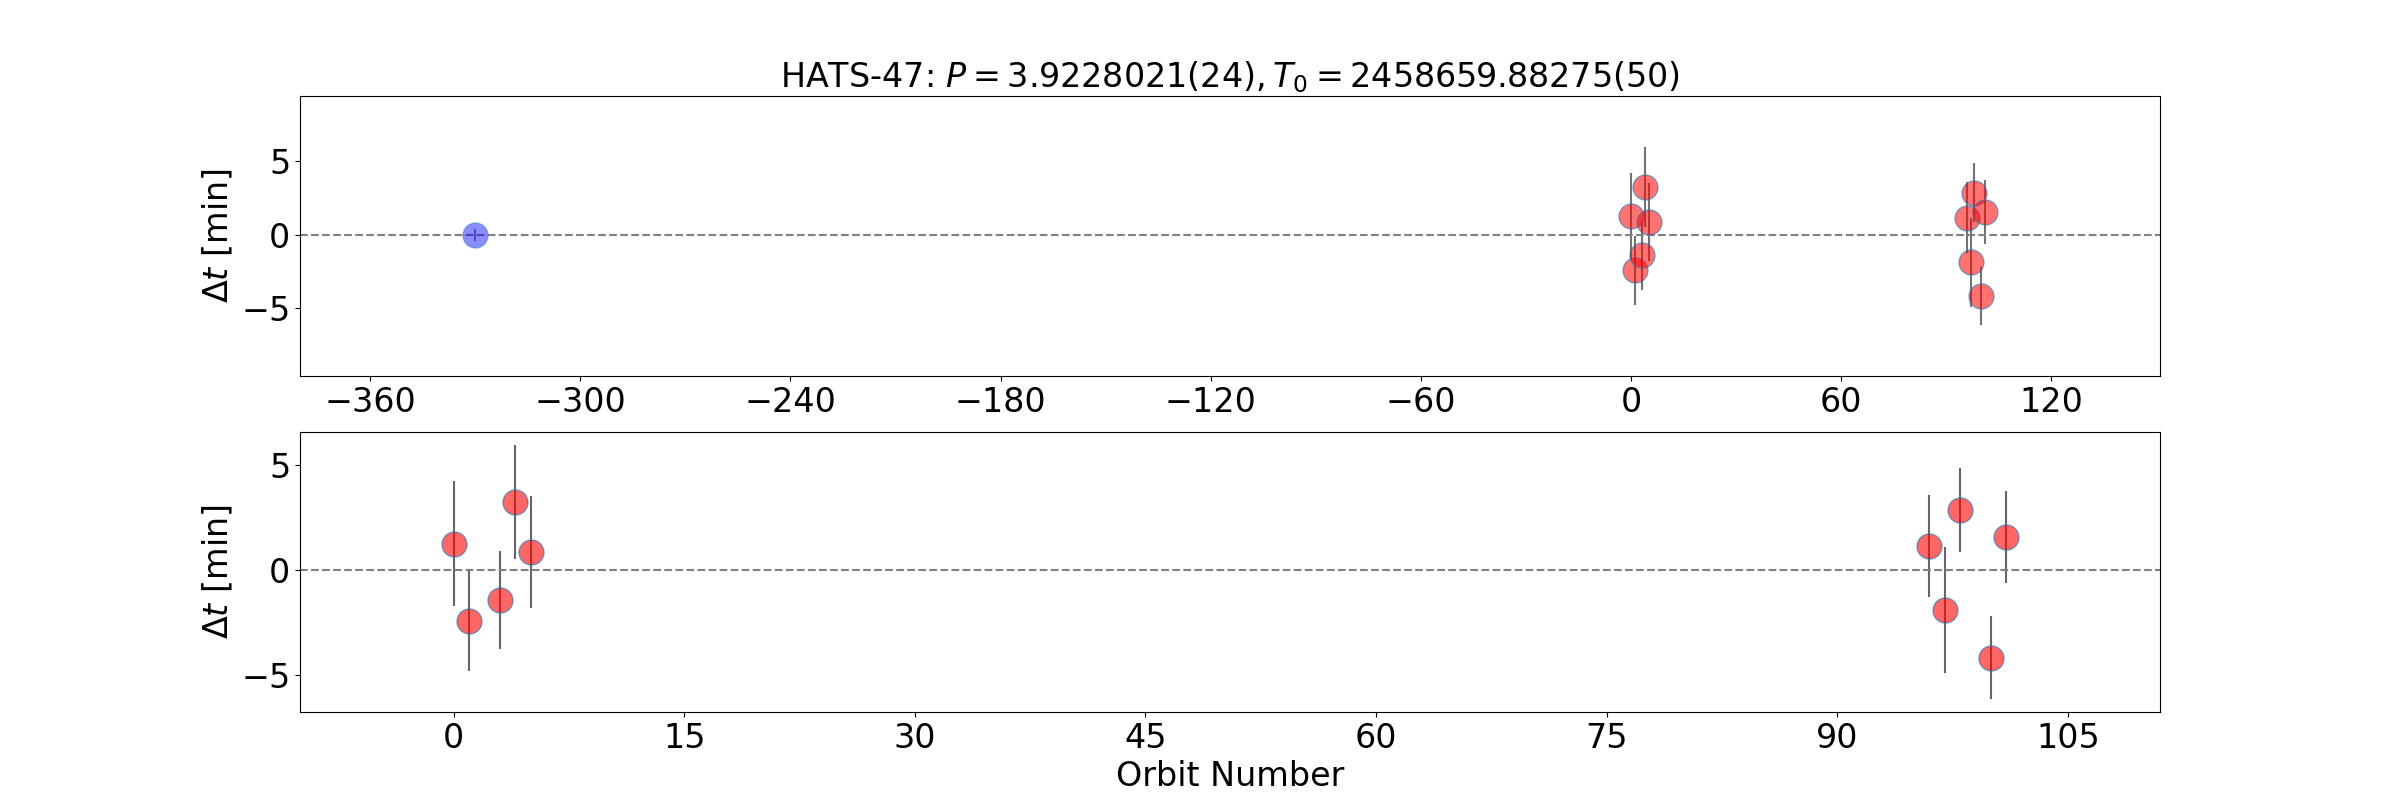 HATS-47: P = 3.9228021(24), T₀ = 2458659.88275(50)
Δt [min]
5
0
−5
−360 −300 −240 −180 −120 −60 0 60 120
Δt [min]
5
0
−5
0 15 30 45 60 75 90 105
Orbit Number